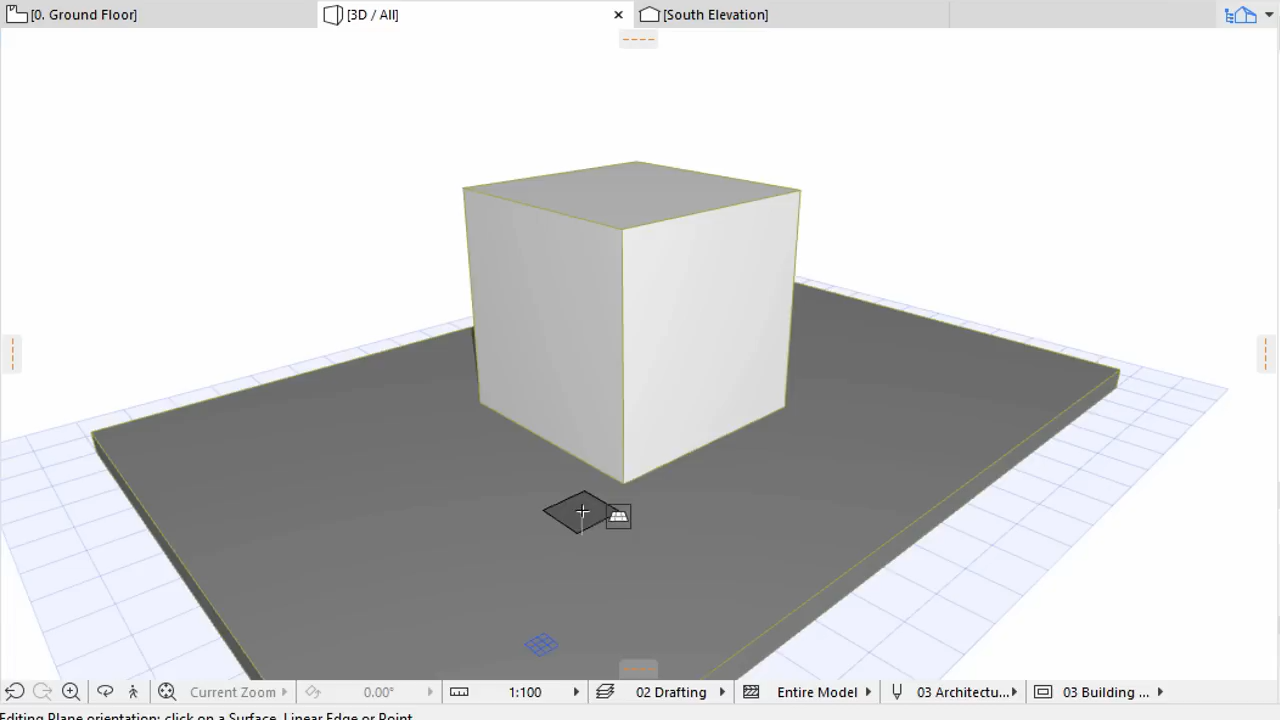 [0. Ground Floor]
[3D / All]
[South Elevation]
Current Zoom
0.00°
1:100
02 Drafting
Entire Model
03 Architectu...
03 Building ...
Editing Plane orientation: click on a Surface, Linear Edge or Point.